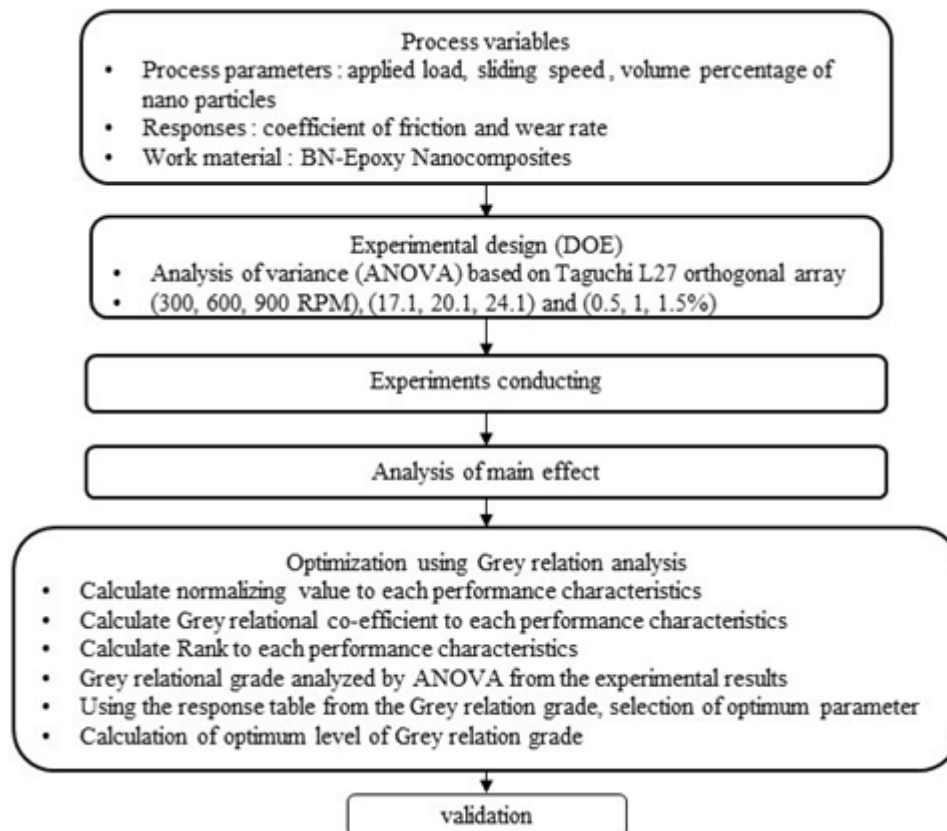 Process variables
• Process parameters : applied load, sliding speed , volume percentage of
nano particles
• Responses : coefficient of friction and wear rate
• Work material : BN-Epoxy Nanocomposites
Experimental design (DOE)
• Analysis of variance (ANOVA) based on Taguchi L27 orthogonal array
• (300, 600, 900 RPM), (17.1, 20.1, 24.1) and (0.5, 1, 1.5%)
Experiments conducting
Analysis of main effect
Optimization using Grey relation analysis
• Calculate normalizing value to each performance characteristics
• Calculate Grey relational co-efficient to each performance characteristics
• Calculate Rank to each performance characteristics
• Grey relational grade analyzed by ANOVA from the experimental results
• Using the response table from the Grey relation grade, selection of optimum parameter
• Calculation of optimum level of Grey relation grade
validation